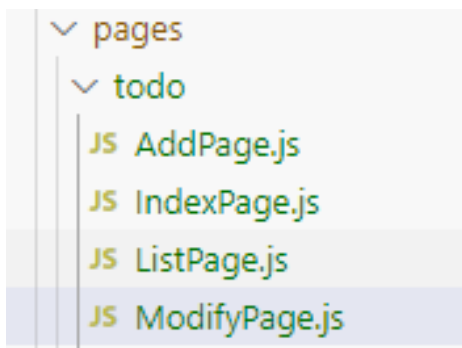 pages
todo
JS AddPage.js
JS IndexPage.js
JS ListPage.js
JS ModifyPage.js